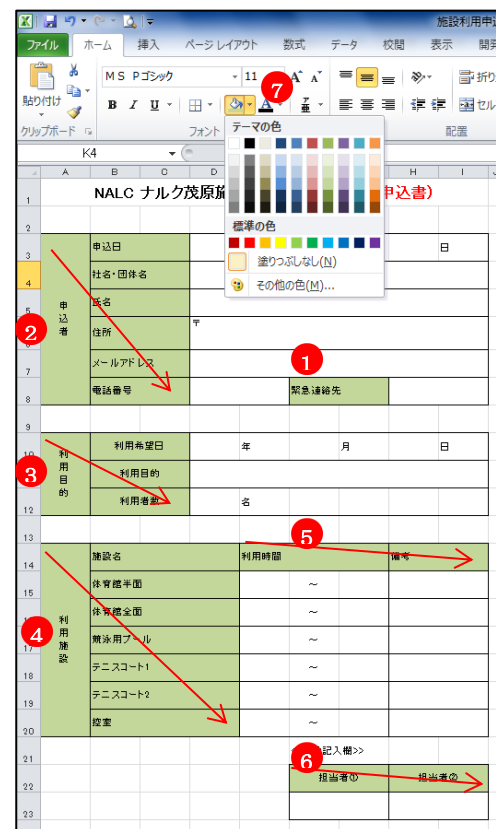 施設利用申込
ファイル ホーム 挿入 ページ レイアウト 数式 データ 校閲 表示 開発
貼り付け
MS Pゴシック 11
B I U A 亜 折り
セル
クリップボード フォント 配置
K4
テーマの色
標準の色
塗りつぶしなし(N)
その他の色(M)...
A B C D H I
1 NALC ナルク茂原施 申込書)
2
3 申込日 日
4 社名・団体名
5 氏名
申込者
住所 〒
7 メールアドレス
8 電話番号 緊急連絡先
9
10 利用希望日 年 月 日
利用目的
利用目的
12 利用者数 名
13
14 施設名 利用時間 備考
15 体育館半面 ～
体育館全面 ～
利用施設
17 競泳用プール ～
18 テニスコート1 ～
19 テニスコート2 ～
20 控室 ～
21 記入欄>>
22 担当者① 担当者②
23
1
2
3
4
5
6
7